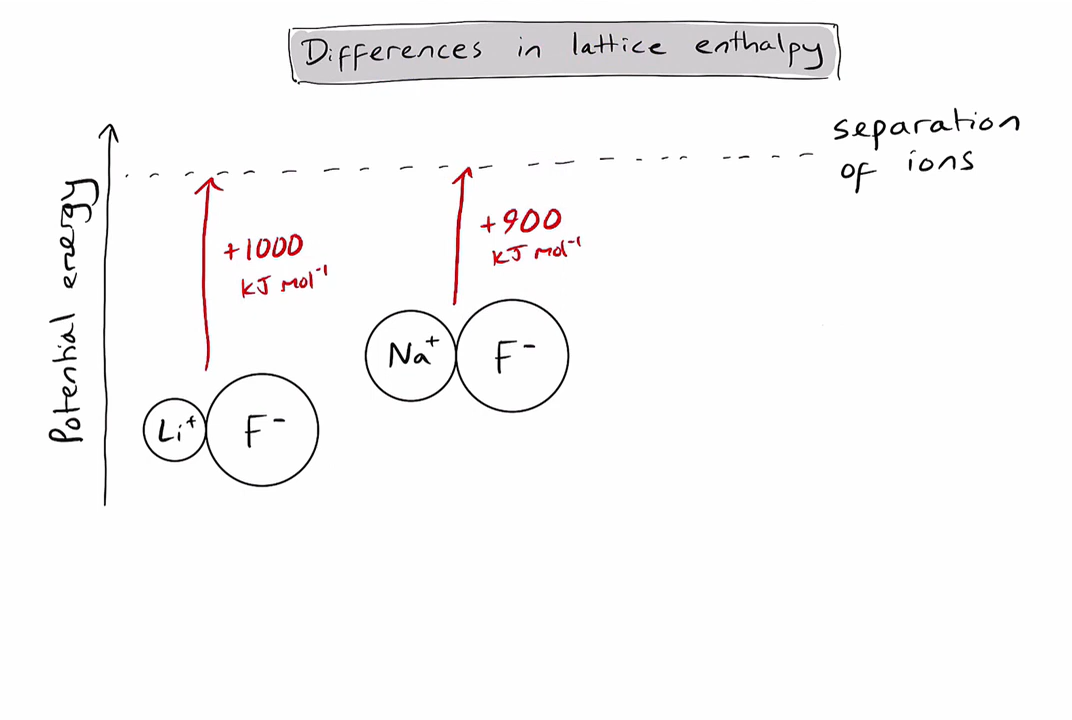 Differences in lattice enthalpy
separation
of ions
Potential energy
+1000
kJ mol⁻¹
+900
kJ mol⁻¹
Na⁺
F⁻
Li⁺
F⁻